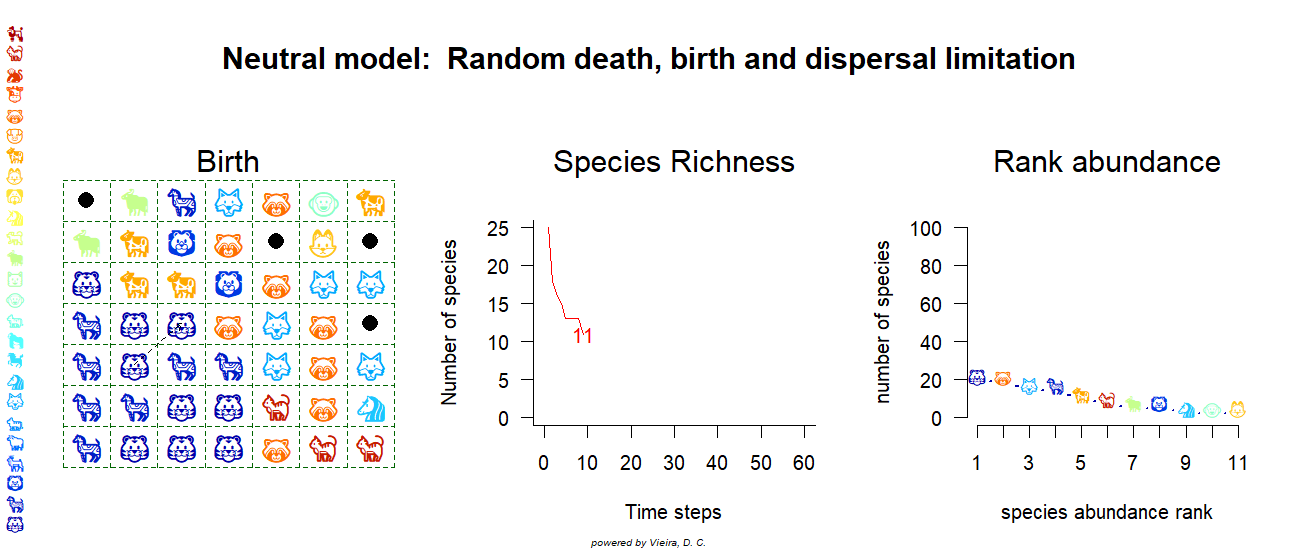 Neutral model: Random death, birth and dispersal limitation
Birth
Species Richness
Number of species
25
20
15
10
5
0
11
0 10 20 30 40 50 60
Time steps
Rank abundance
number of species
100
80
60
40
20
0
1 3 5 7 9 11
species abundance rank
powered by Vieira, D. C.